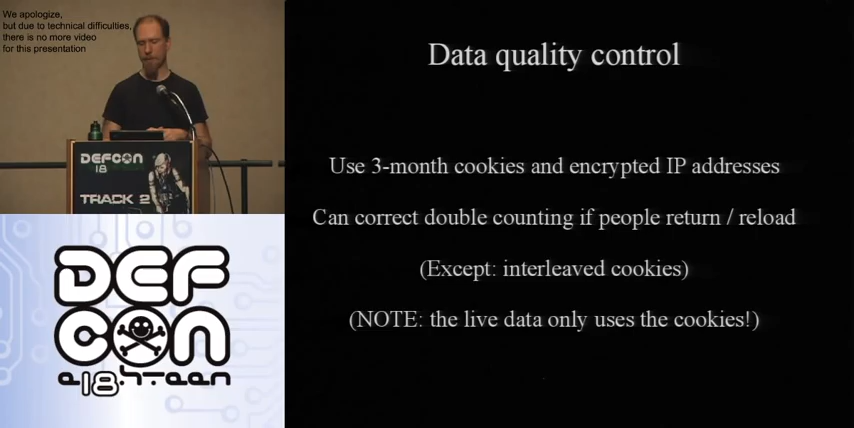 We apologize,
but due to technical difficulties,
there is no more video
for this presentation
DEFCON
18
TRACK 2
DEF
CON
e18hteen
Data quality control
Use 3-month cookies and encrypted IP addresses
Can correct double counting if people return / reload
(Except: interleaved cookies)
(NOTE: the live data only uses the cookies!)